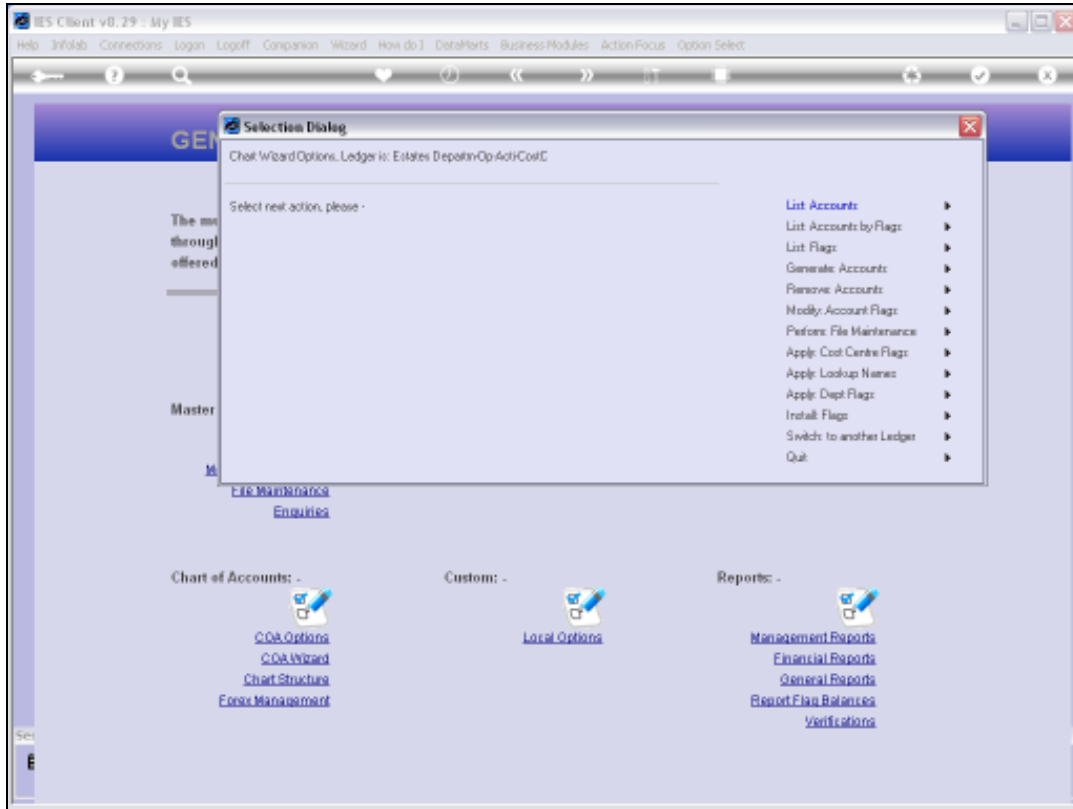 IES Client v8.29 : My IES
Help Infolab Connections Logon Logoff Companion Wizard How do I DataMarts Business Modules Action Focus Option Select
GEN
Selection Dialog
Chart Wizard Options, Ledger is: Estates Departm-Op-Acti-CostC
Select next action, please -
List: Accounts
List: Accounts by Flags
List: Flags
Generate: Accounts
Remove: Accounts
Modify: Account Flags
Perform: File Maintenance
Apply: Cost Centre Flags
Apply: Lookup Names
Apply: Dept Flags
Install: Flags
Switch: to another Ledger
Quit
The
through
offered
Master
File Maintenance
Enquiries
Chart of Accounts: -
COA Options
COA Wizard
Chart Structure
Forex Management
Custom: -
Local Options
Reports: -
Management Reports
Financial Reports
General Reports
Report Flag Balances
Verifications